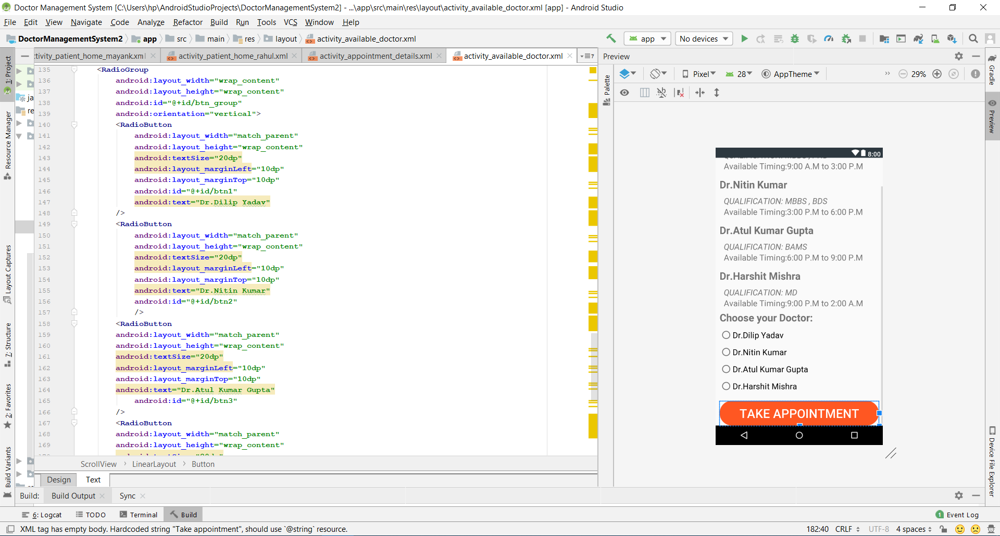 Doctor Management System [C:\Users\hp\AndroidStudioProjects\DoctorManagementSystem2] - ...\app\src\main\res\layout\activity_available_doctor.xml [app] - Android Studio
File Edit View Navigate Code Analyze Refactor Build Run Tools VCS Window Help
DoctorManagementSystem2 app src main res layout activity_available_doctor.xml
app No devices
tivity_patient_home_mayank.xml activity_patient_home_rahul.xml activity_appointment_details.xml activity_available_doctor.xml 7
1: Project
Resource Manager
Layout Captures
7: Structure
2: Favorites
Build Variants
ja
re
135 <RadioGroup
136 android:layout_width="wrap_content"
137 android:layout_height="wrap_content"
138 android:id="@+id/btn_group"
139 android:orientation="vertical">
140 <RadioButton
141 android:layout_width="match_parent"
142 android:layout_height="wrap_content"
143 android:textSize="20dp"
144 android:layout_marginLeft="10dp"
145 android:layout_marginTop="10dp"
146 android:id="@+id/btn1"
147 android:text="Dr.Dilip Yadav"
148 />
149 <RadioButton
150 android:layout_width="match_parent"
151 android:layout_height="wrap_content"
152 android:textSize="20dp"
153 android:layout_marginLeft="10dp"
154 android:layout_marginTop="10dp"
155 android:text="Dr.Nitin Kumar"
156 android:id="@+id/btn2"
157 />
158 <RadioButton
159 android:layout_width="match_parent"
160 android:layout_height="wrap_content"
161 android:textSize="20dp"
162 android:layout_marginLeft="10dp"
163 android:layout_marginTop="10dp"
164 android:text="Dr.Atul Kumar Gupta"
165 android:id="@+id/btn3"
166 />
167 <RadioButton
168 android:layout_width="match_parent"
169 android:layout_height="wrap_content"
ScrollView LinearLayout Button
Design Text
Preview
Palette
Pixel 28 AppTheme 29%
8:00
Available Timing:9:00 A.M to 3:00 P.M
Dr.Nitin Kumar
QUALIFICATION: MBBS , BDS
Available Timing:3:00 P.M to 6:00 P.M
Dr.Atul Kumar Gupta
QUALIFICATION: BAMS
Available Timing:6:00 P.M to 9:00 P.M
Dr.Harshit Mishra
QUALIFICATION: MD
Available Timing:9:00 P.M to 2:00 A.M
Choose your Doctor:
Dr.Dilip Yadav
Dr.Nitin Kumar
Dr.Atul Kumar Gupta
Dr.Harshit Mishra
TAKE APPOINTMENT
Gradle
Preview
Device File Explorer
Build: Build Output Sync
6: Logcat TODO Terminal Build 1 Event Log
XML tag has empty body. Hardcoded string "Take appointment", should use `@string` resource. 182:40 CRLF UTF-8 4 spaces